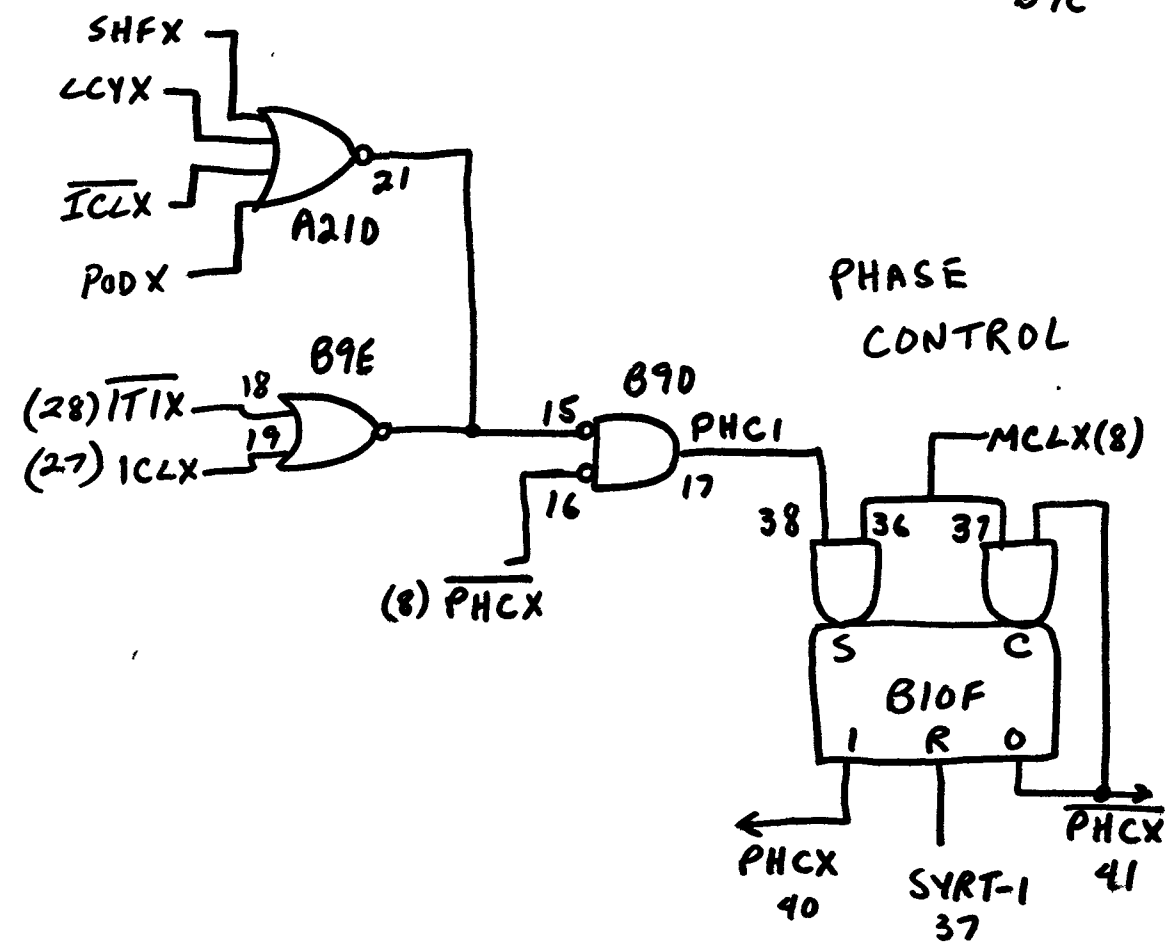 SHFX
LCYX
ICLX
PODX
21
A21D
PHASE
CONTROL
B9E
(28) ITIX 18
(27) ICLX 19
B9D
15
16
PHC1
17
(8) PHCX
MCLX(8)
38
36
37
S
C
B10F
1
R
0
PHCX
40
SYRT-1
37
PHCX
41